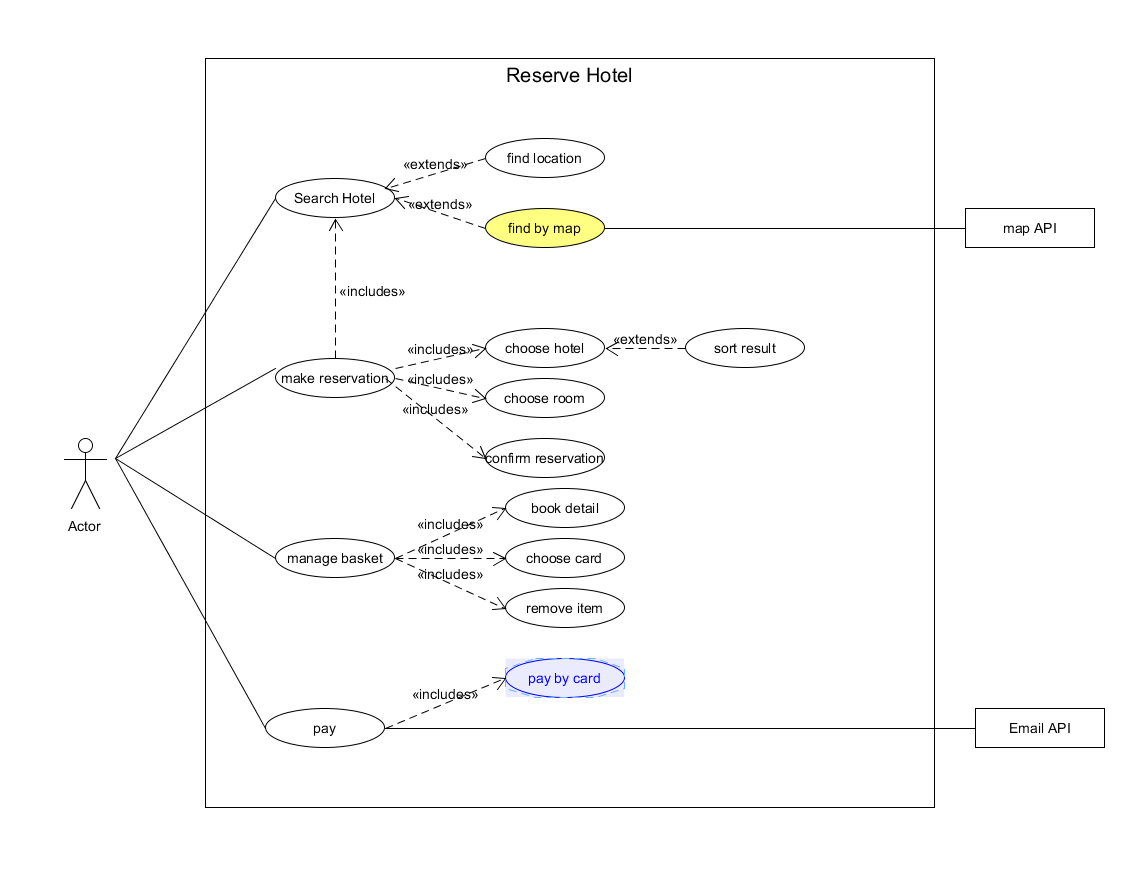 Reserve Hotel
«extends»
find location
Search Hotel
«extends»
find by map
map API
«includes»
«extends»
«includes»
choose hotel
sort result
make reservation
«includes»
choose room
«includes»
confirm reservation
Actor
«includes»
book detail
manage basket
«includes»
choose card
«includes»
remove item
pay by card
«includes»
pay
Email API